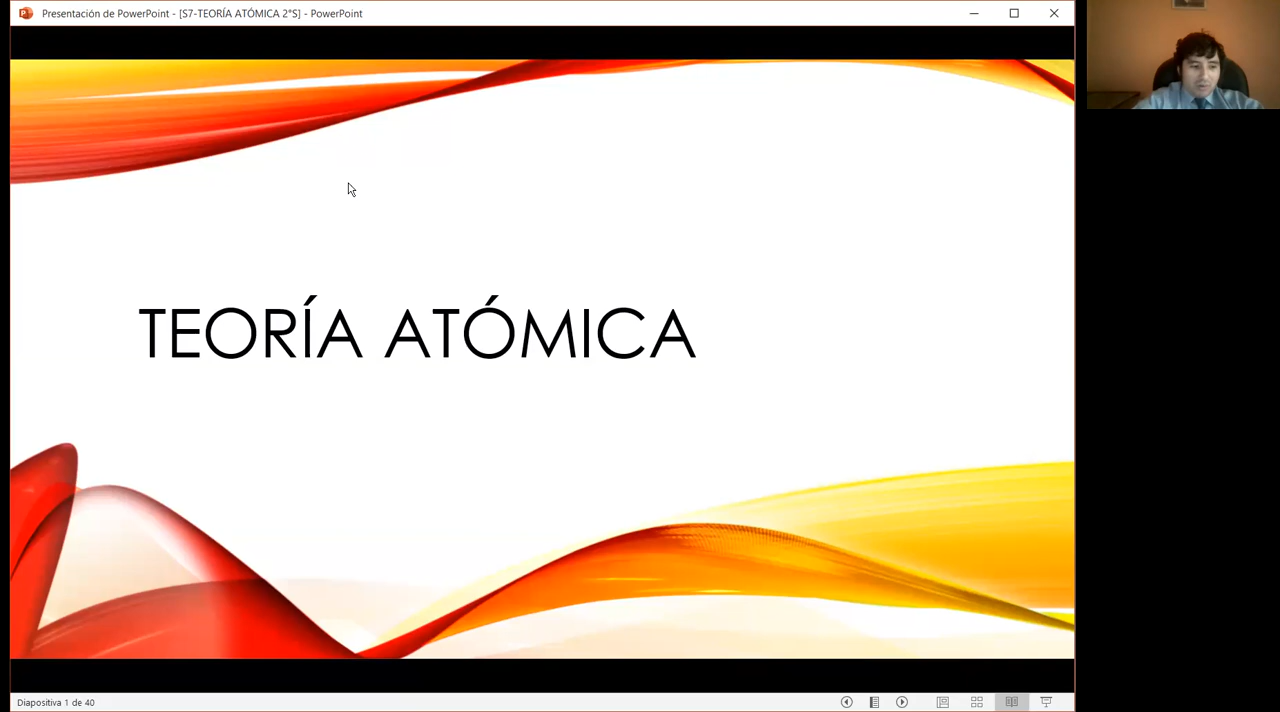 Presentación de PowerPoint - [S7-TEORÍA ATÓMICA 2°S] - PowerPoint
TEORÍA ATÓMICA
Diapositiva 1 de 40